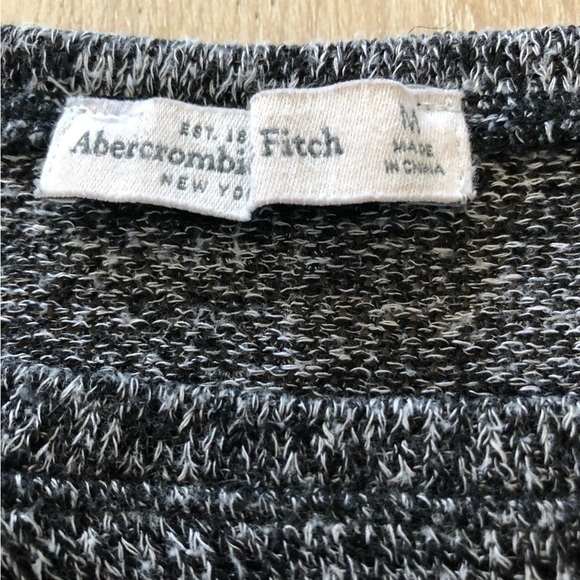 EST. 18
Abercrombi Fitch
NEW YO
M
MADE
IN CHINA